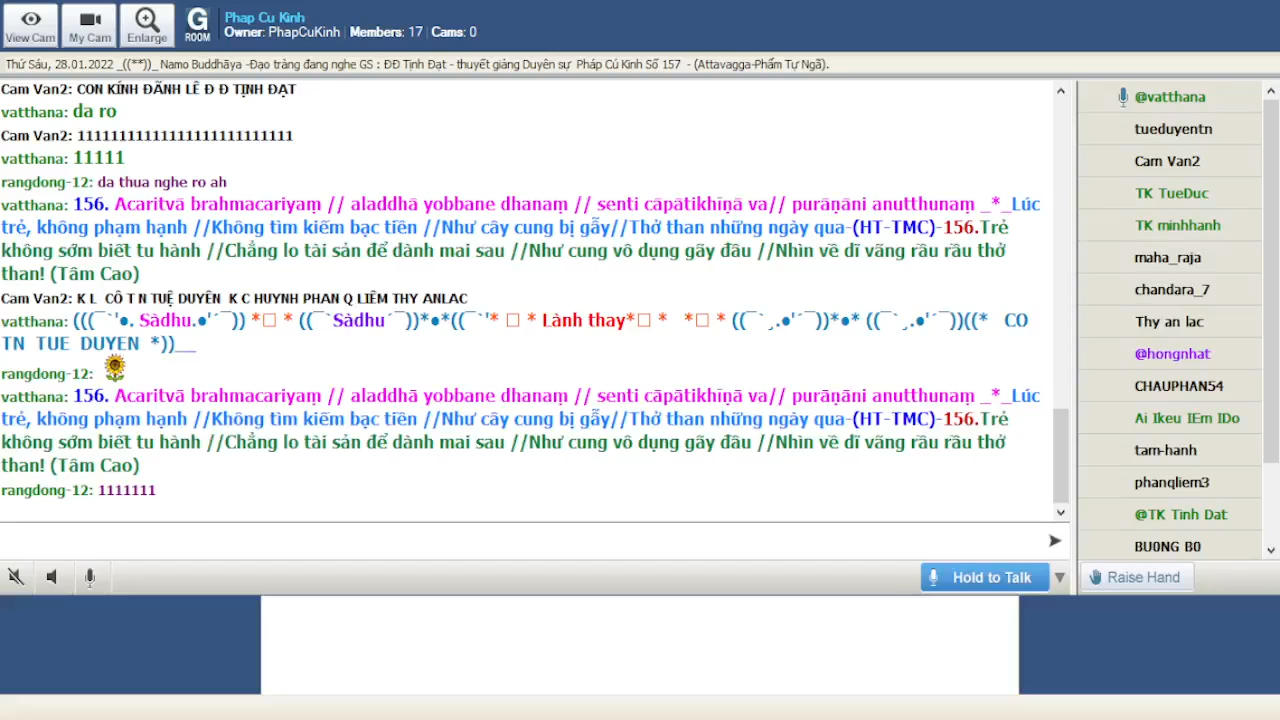 View Cam
My Cam
Enlarge
G
ROOM
Phap Cu Kinh
Owner: PhapCuKinh | Members: 17 | Cams: 0
Thứ Sáu, 28.01.2022 _((**))_ Namo Buddhāya -Đạo tràng đang nghe GS : ĐĐ Tịnh Đạt - thuyết giảng Duyên sự Pháp Cú Kinh Số 157 - (Attavagga-Phẩm Tự Ngã).
Cam Van2: CON KÍNH ĐÃNH LỄ Đ Đ TỊNH ĐẠT
vatthana: da ro
Cam Van2: 11111111111111111111111111
vatthana: 11111
rangdong-12: da thua nghe ro ah
vatthana: 156. Acaritvā brahmacariyaṃ // aladdhā yobbane dhanaṃ // senti cāpātikhīṇā va// purāṇāni anutthunaṃ _*_Lúc
trẻ, không phạm hạnh //Không tìm kiếm bạc tiền //Như cây cung bị gẫy//Thở than những ngày qua-(HT-TMC)-156.Trẻ
không sớm biết tu hành //Chẳng lo tài sản để dành mai sau //Như cung vô dụng gãy đầu //Nhìn về dĩ vãng rầu rầu thở
than! (Tâm Cao)
Cam Van2: K L CÔ T N TUỆ DUYÊN K C HUYNH PHAN Q LIÊM THY ANLAC
vatthana: (((¯`'●. Sàdhu.●'´¯)) *□ * ((¯`Sàdhu´¯))*●*((¯`'* □ * Lành thay*□ * *□ * ((¯`¸.●'´¯))*●* ((¯`¸.●'´¯))((* CO
TN TUE DUYEN *))__
rangdong-12:
vatthana: 156. Acaritvā brahmacariyaṃ // aladdhā yobbane dhanaṃ // senti cāpātikhīṇā va// purāṇāni anutthunaṃ _*_Lúc
trẻ, không phạm hạnh //Không tìm kiếm bạc tiền //Như cây cung bị gẫy//Thở than những ngày qua-(HT-TMC)-156.Trẻ
không sớm biết tu hành //Chẳng lo tài sản để dành mai sau //Như cung vô dụng gãy đầu //Nhìn về dĩ vãng rầu rầu thở
than! (Tâm Cao)
rangdong-12: 1111111
@vatthana
tueduyentn
Cam Van2
TK TueDuc
TK minhhanh
maha_raja
chandara_7
Thy an lac
@hongnhat
CHAUPHAN54
Ai Ikeu IEm IDo
tam-hanh
phanqliem3
@TK Tinh Dat
BU0NG B0
Hold to Talk
Raise Hand